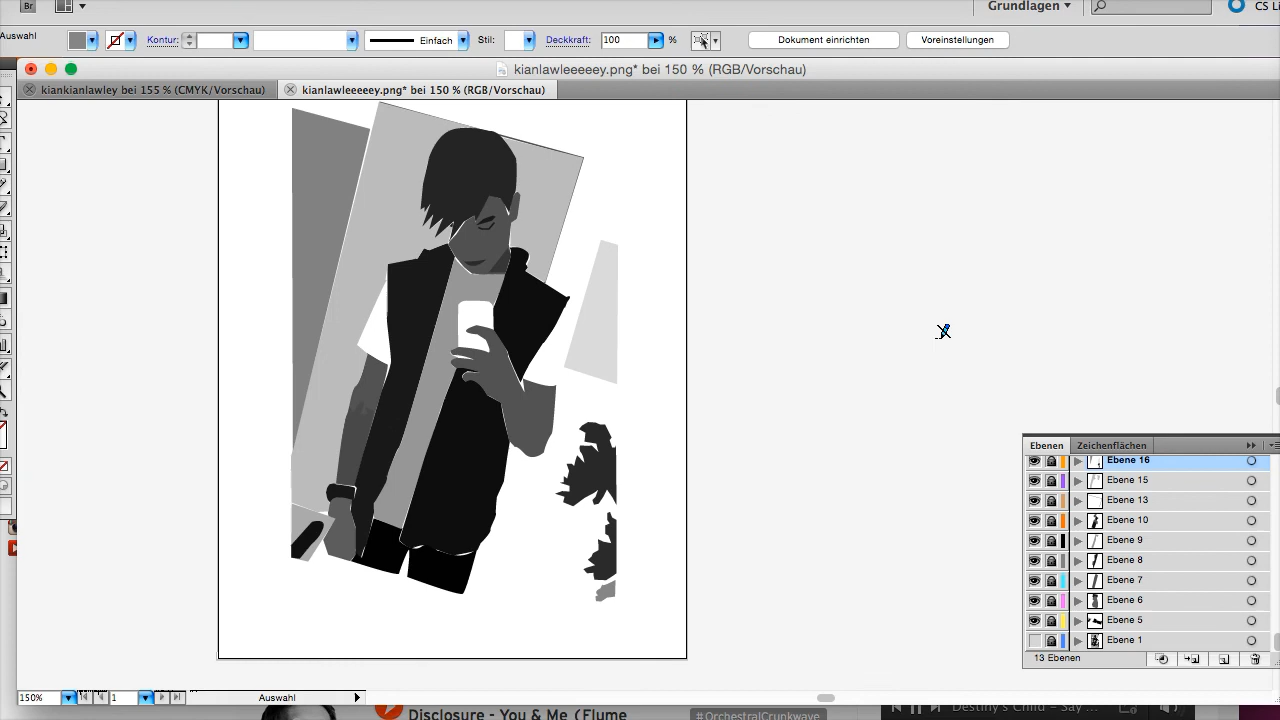 Br
Grundlagen
CS Li
Auswahl
Kontur:
Einfach
Stil:
Deckkraft:
100
%
Dokument einrichten
Voreinstellungen
kianlawleeeeey.png* bei 150 % (RGB/Vorschau)
kiankianlawley bei 155 % (CMYK/Vorschau)
kianlawleeeeey.png* bei 150 % (RGB/Vorschau)
Ebenen
Zeichenflächen
Ebene 16
Ebene 15
Ebene 13
Ebene 10
Ebene 9
Ebene 8
Ebene 7
Ebene 6
Ebene 5
Ebene 1
13 Ebenen
150%
1
Auswahl
Disclosure - You & Me (Flume
#OrchestralCrunkwave
Destiny's Child - Say